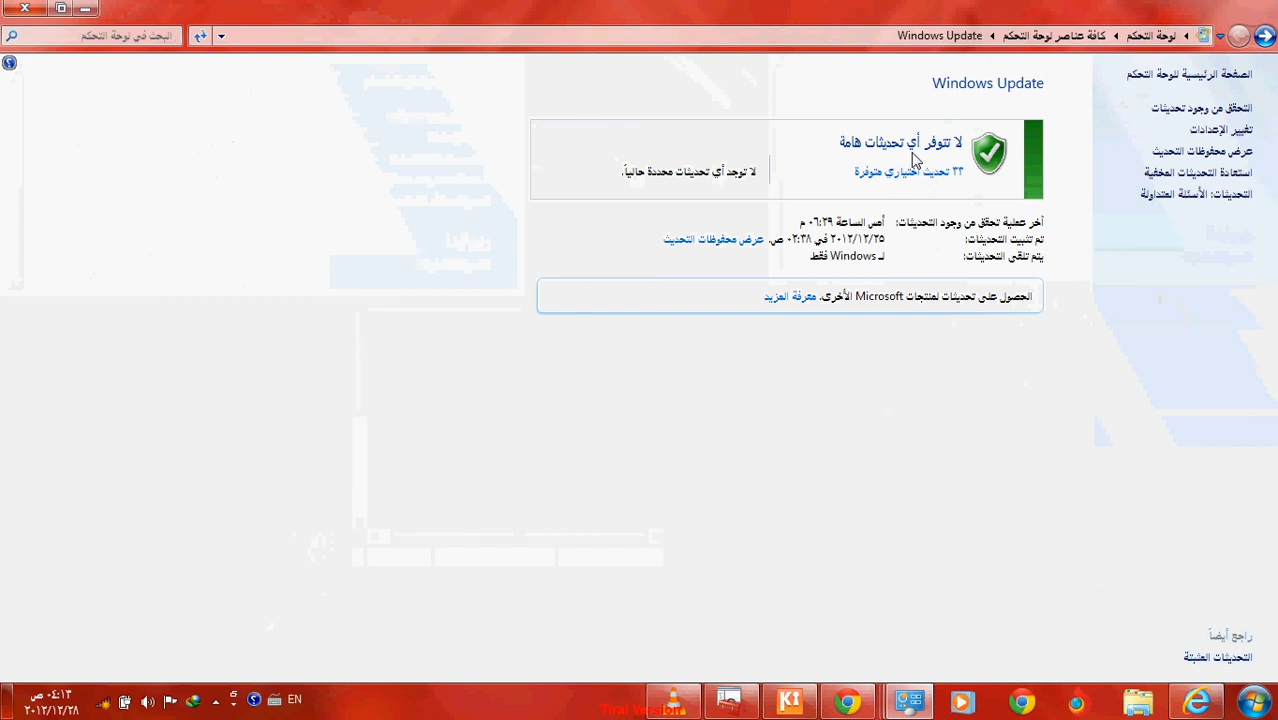 لوحة التحكم
كافة عناصر لوحة التحكم
Windows Update
البحث في لوحة التحكم
الصفحة الرئيسية للوحة التحكم
التحقق من وجود تحديثات
تغيير الإعدادات
عرض محفوظات التحديث
استعادة التحديثات المخفية
التحديثات: الأسئلة المتداولة
Windows Update
لا تتوفر أي تحديثات هامة
٣٣ تحديث اختياري متوفرة
لا توجد أي تحديثات محددة حالياً.
آخر عملية تحقق من وجود التحديثات: أمس الساعة ٠٦:٢٩ م
تم تثبيت التحديثات: ٢٠١٢/١٢/٢٥ في ٠٢:٣٨ ص. عرض محفوظات التحديث
يتم تلقي التحديثات: لـ Windows فقط
الحصول على تحديثات لمنتجات Microsoft الأخرى. معرفة المزيد
راجع أيضاً
التحديثات المثبتة
EN
٠٤:١٣ ص
٢٠١٢/١٢/٢٨
Tiral Version